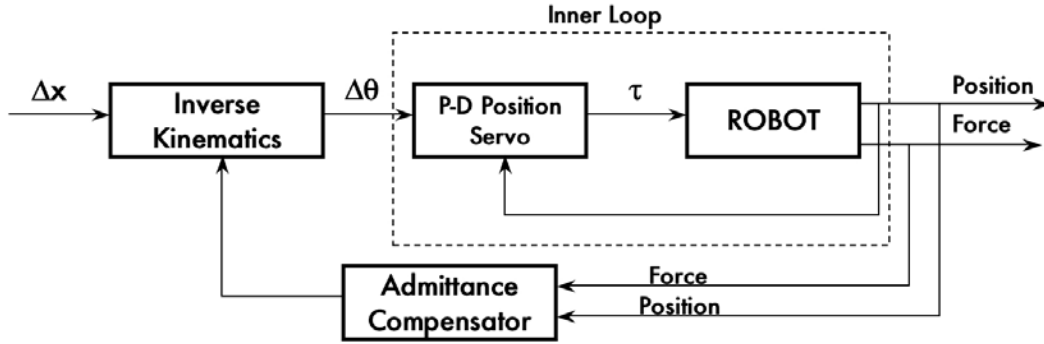 Inner Loop
Δx
Inverse
Kinematics
Δθ
P-D Position
Servo
τ
ROBOT
Position
Force
Admittance
Compensator
Force
Position